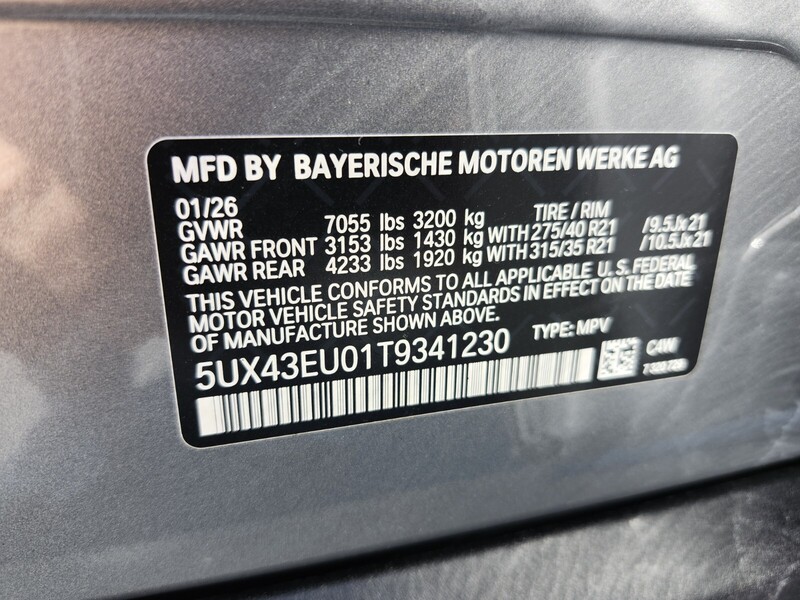 MFD BY BAYERISCHE MOTOREN WERKE AG
01/26 TIRE / RIM
GVWR 7055 lbs 3200 kg
GAWR FRONT 3153 lbs 1430 kg WITH 275/40 R21 /9.5Jx21
GAWR REAR 4233 lbs 1920 kg WITH 315/35 R21 /10.5Jx21
THIS VEHICLE CONFORMS TO ALL APPLICABLE U.S. FEDERAL
MOTOR VEHICLE SAFETY STANDARDS IN EFFECT ON THE DATE
OF MANUFACTURE SHOWN ABOVE.
TYPE: MPV
5UX43EU01T9341230
C4W